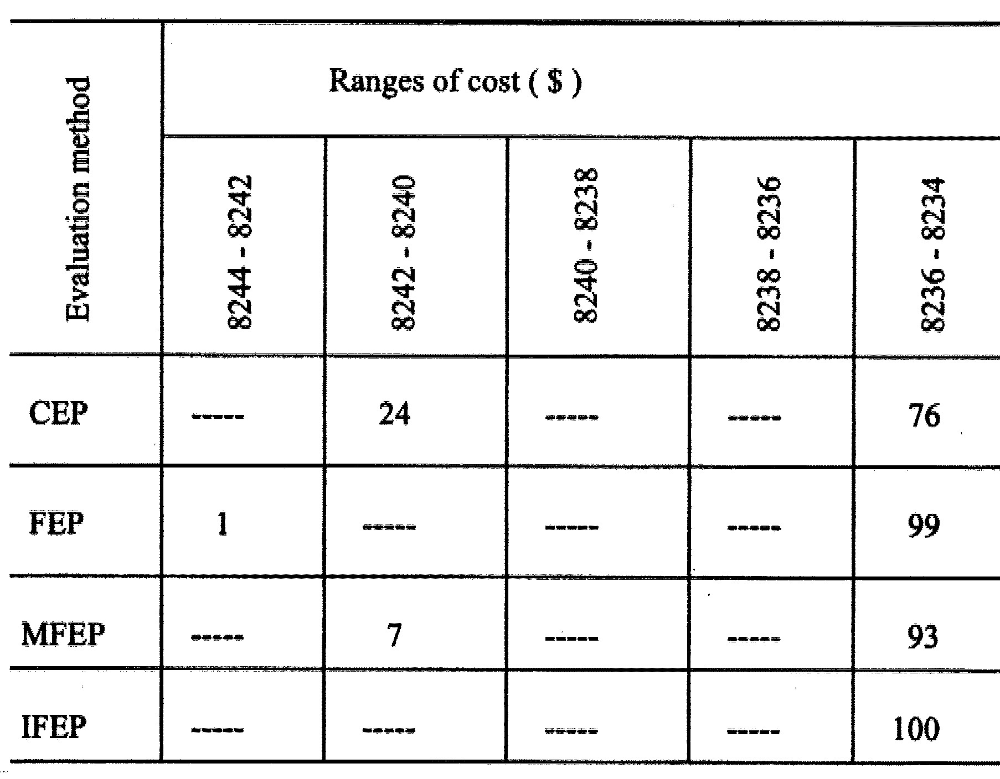 Evaluation method
Ranges of cost ( $ )
8244 - 8242
8242 - 8240
8240 - 8238
8238 - 8236
8236 - 8234
CEP ----- 24 ----- ----- 76
FEP 1 ----- ----- ----- 99
MFEP ----- 7 ----- ----- 93
IFEP ----- ----- ----- ----- 100